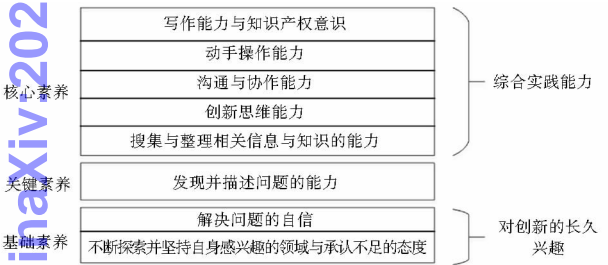 写作能力与知识产权意识
动手操作能力
沟通与协作能力
创新思维能力
搜集与整理相关信息与知识的能力
核心素养
综合实践能力
关键素养
发现并描述问题的能力
解决问题的自信
不断探索并坚持自身感兴趣的领域与承认不足的态度
基础素养
对创新的长久
兴趣
inaXiv:202